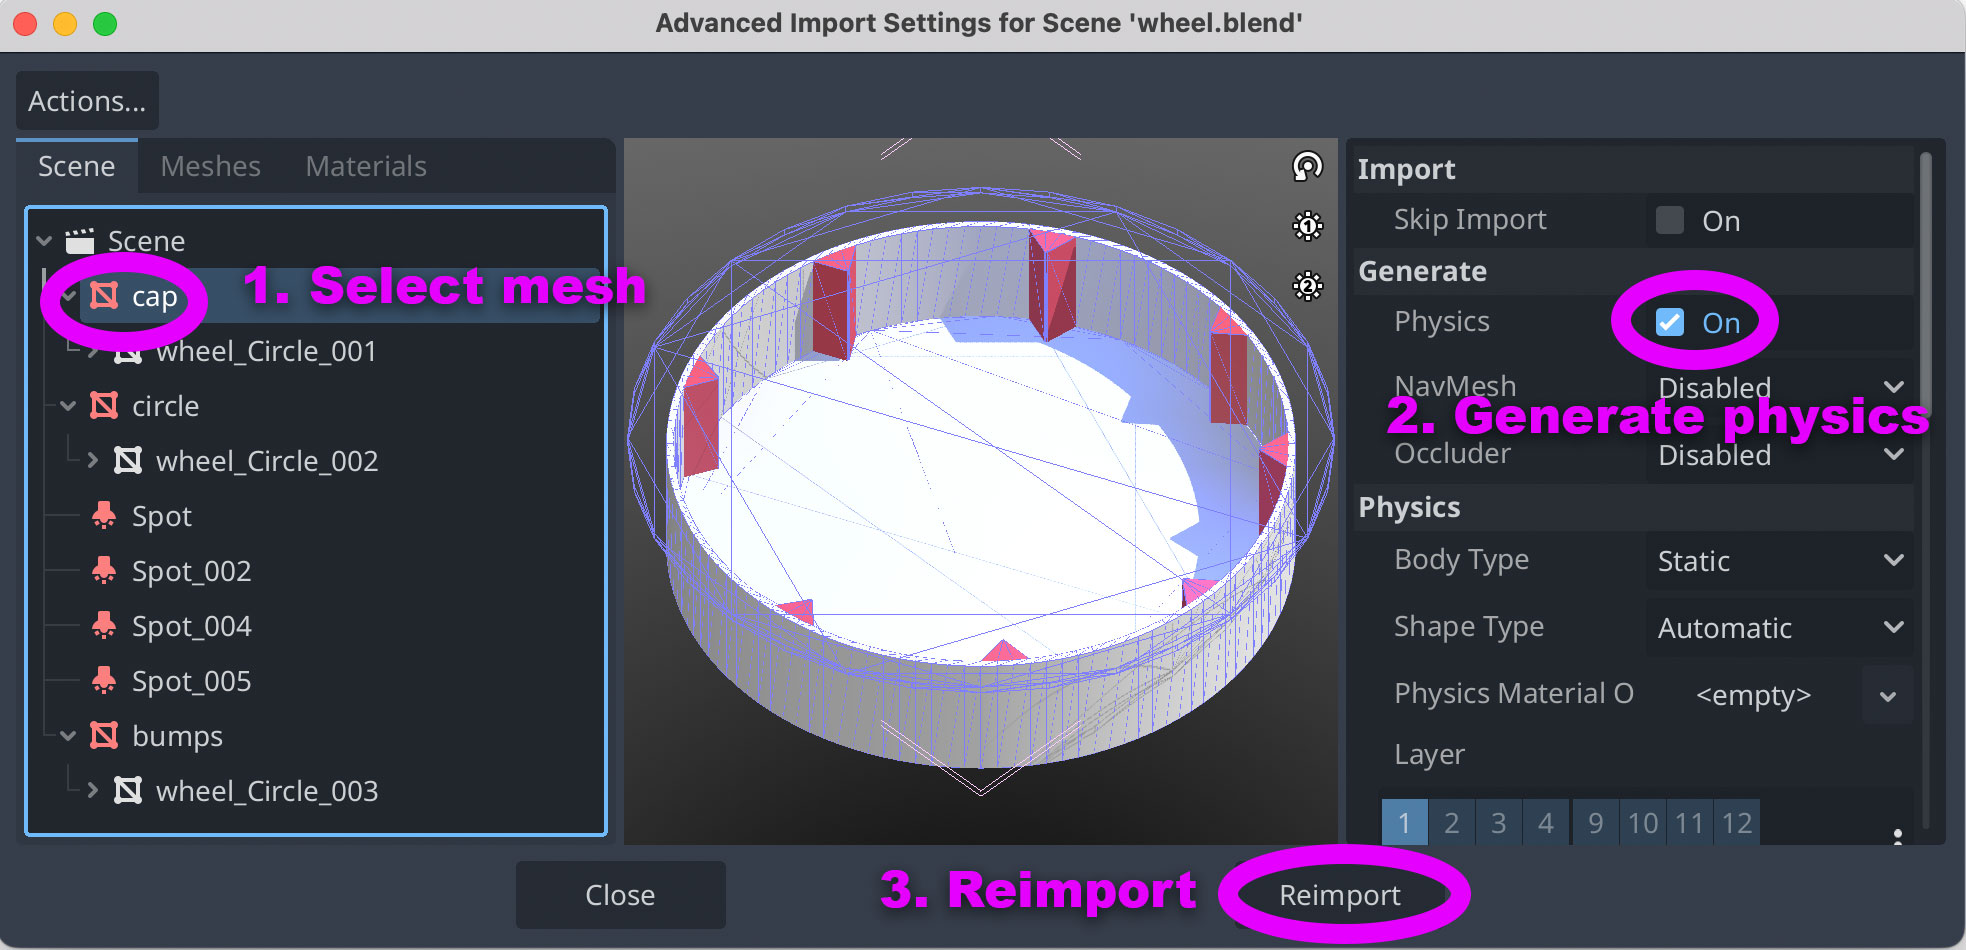 Advanced Import Settings for Scene 'wheel.blend'
Actions...
Scene Meshes Materials
Scene
cap
wheel_Circle_001
circle
wheel_Circle_002
Spot
Spot_002
Spot_004
Spot_005
bumps
wheel_Circle_003
1. Select mesh
1
2
Import
Skip Import On
Generate
Physics On
NavMesh Disabled
2. Generate physics
Occluder Disabled
Physics
Body Type Static
Shape Type Automatic
Physics Material O <empty>
Layer
1 2 3 4 9 10 11 12
Close
3. Reimport
Reimport